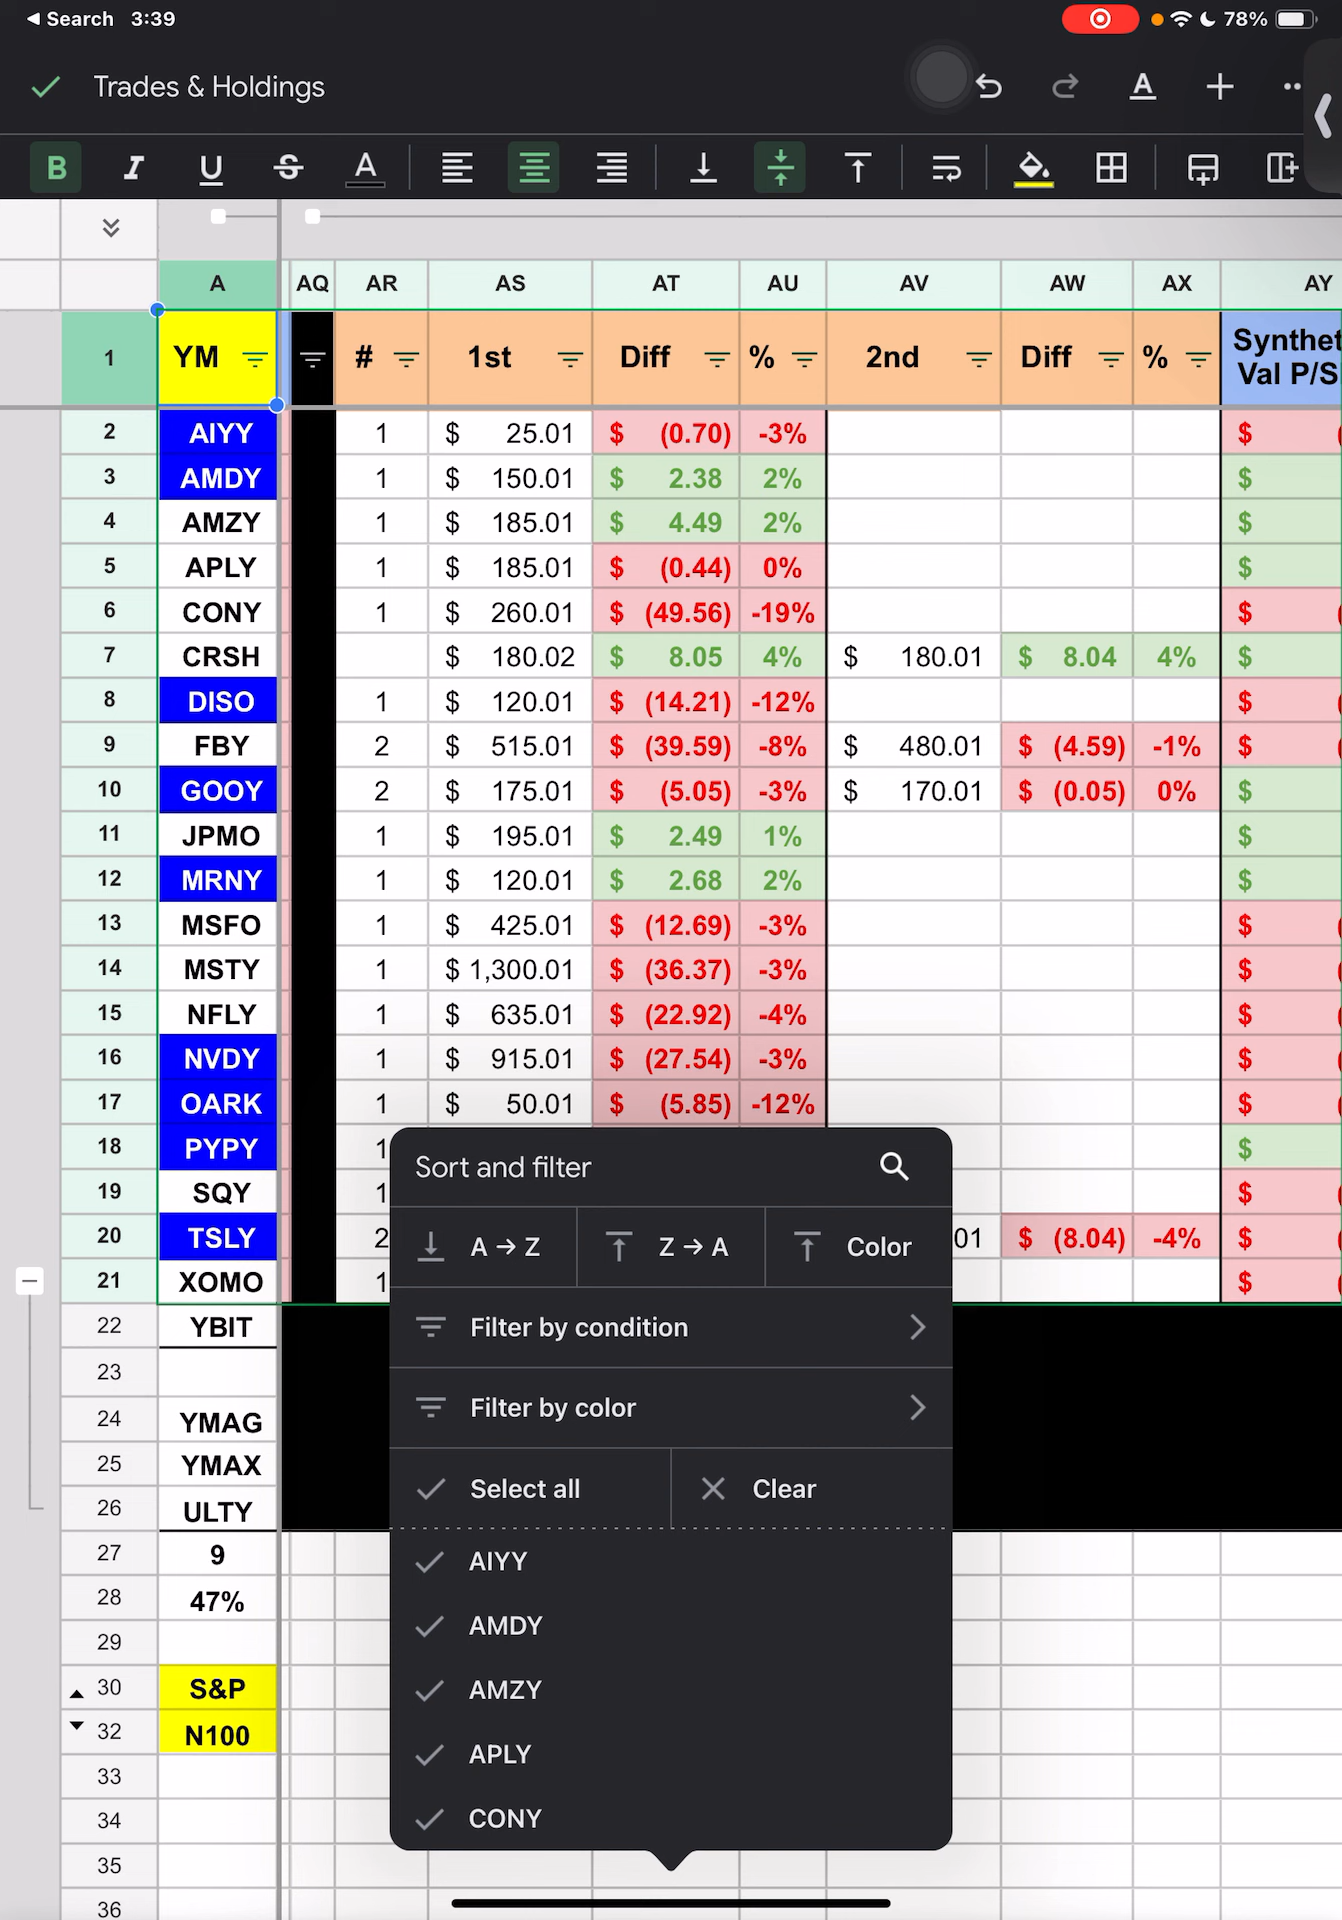 Search 3:39 78%
Trades & Holdings
B I U S A
A AQ AR AS AT AU AV AW AX AY
1 YM # 1st Diff % 2nd Diff % Synthet
Val P/S
2 AIYY 1 $ 25.01 $ (0.70) -3% $
3 AMDY 1 $ 150.01 $ 2.38 2% $
4 AMZY 1 $ 185.01 $ 4.49 2% $
5 APLY 1 $ 185.01 $ (0.44) 0% $
6 CONY 1 $ 260.01 $ (49.56) -19% $
7 CRSH $ 180.02 $ 8.05 4% $ 180.01 $ 8.04 4% $
8 DISO 1 $ 120.01 $ (14.21) -12% $
9 FBY 2 $ 515.01 $ (39.59) -8% $ 480.01 $ (4.59) -1% $
10 GOOY 2 $ 175.01 $ (5.05) -3% $ 170.01 $ (0.05) 0% $
11 JPMO 1 $ 195.01 $ 2.49 1% $
12 MRNY 1 $ 120.01 $ 2.68 2% $
13 MSFO 1 $ 425.01 $ (12.69) -3% $
14 MSTY 1 $ 1,300.01 $ (36.37) -3% $
15 NFLY 1 $ 635.01 $ (22.92) -4% $
16 NVDY 1 $ 915.01 $ (27.54) -3% $
17 OARK 1 $ 50.01 $ (5.85) -12% $
18 PYPY 1 $
19 SQY 1 $
20 TSLY 2 01 $ (8.04) -4% $
21 XOMO 1 $
22 YBIT
23
24 YMAG
25 YMAX
26 ULTY
27 9
28 47%
29
30 S&P
32 N100
33
34
35
36
Sort and filter
A → Z Z → A Color
Filter by condition
Filter by color
Select all Clear
AIYY
AMDY
AMZY
APLY
CONY